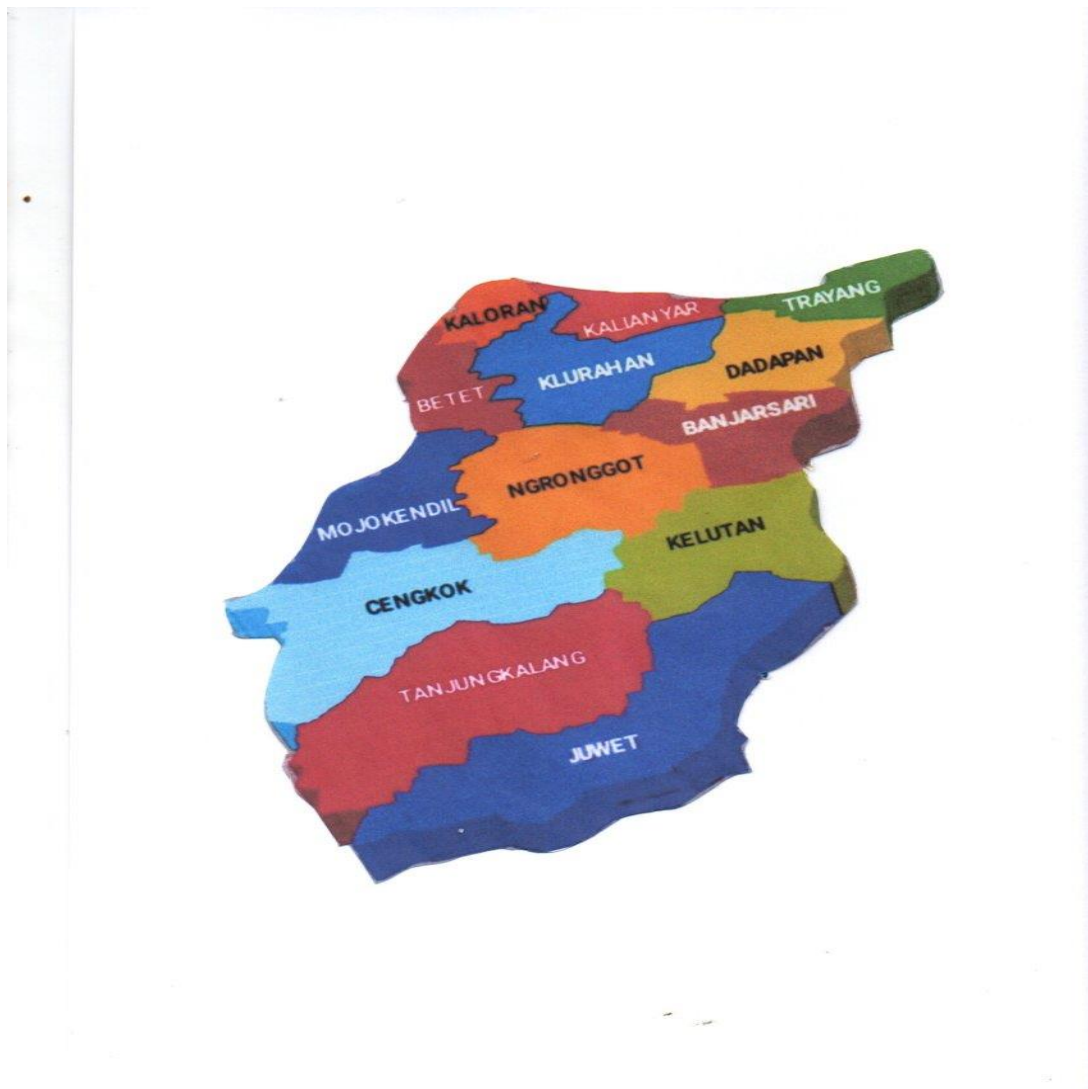 TRAYANG
KALORAN
KALIANYAR
DADAPAN
KLURAHAN
BETET
BANJARSARI
NGRONGGOT
MOJOKENDIL
KELUTAN
CENGKOK
TANJUNGKALANG
JUWET